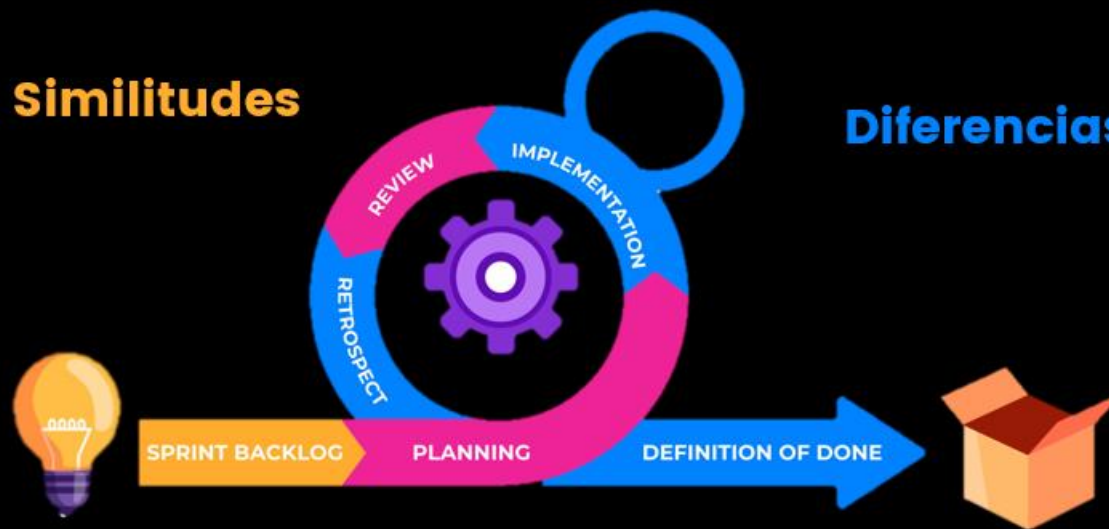 Similitudes
Diferencias
REVIEW
IMPLEMENTATION
RETROSPECT
SPRINT BACKLOG
PLANNING
DEFINITION OF DONE